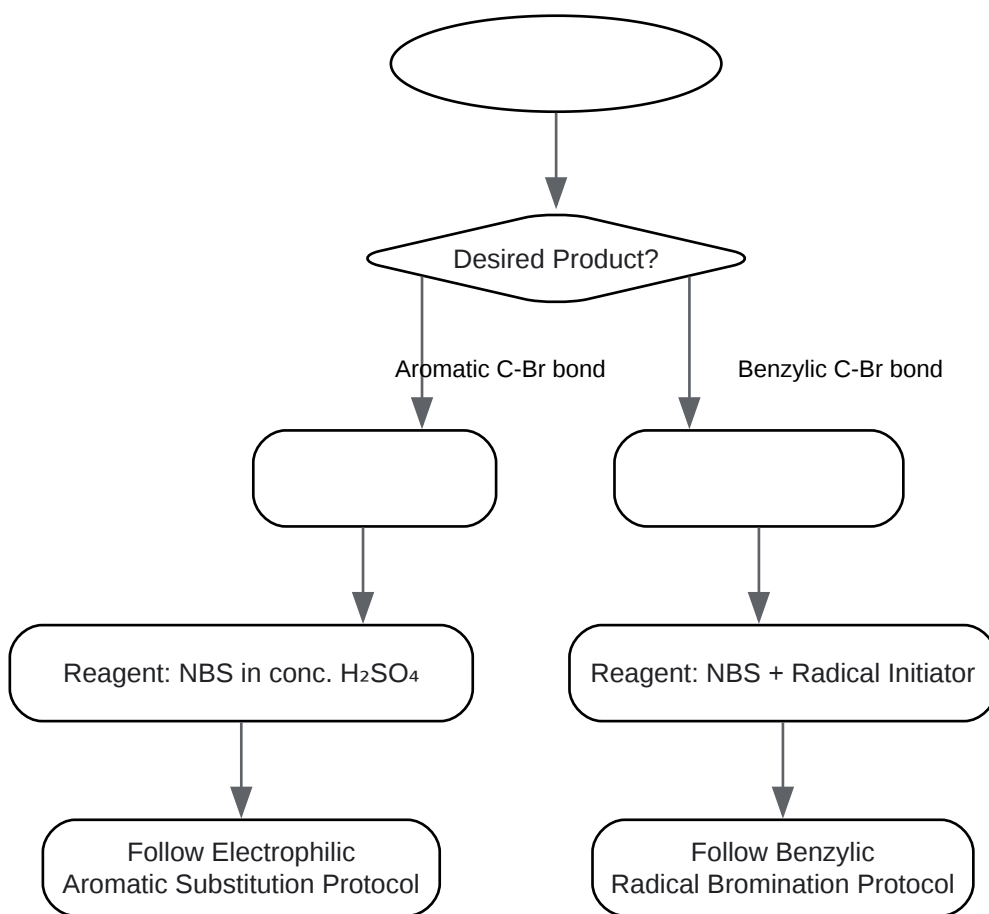 Desired Product?
Aromatic C-Br bond
Benzylic C-Br bond
Reagent: NBS in conc. H₂SO₄
Reagent: NBS + Radical Initiator
Follow Electrophilic
Aromatic Substitution Protocol
Follow Benzylic
Radical Bromination Protocol